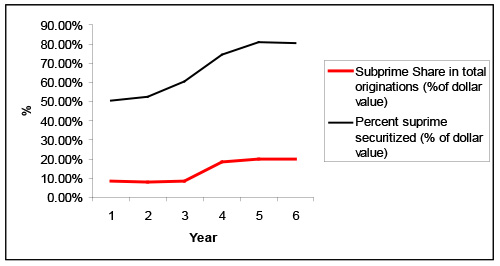 90.00%
80.00%
70.00%
60.00%
50.00%
40.00%
30.00%
20.00%
10.00%
0.00%
%
1 2 3 4 5 6
Year
Subprime Share in total
originations (%of dollar
value)
Percent suprime
securitized (% of dollar
value)